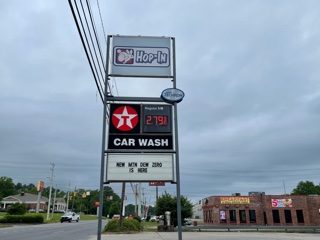 HOP-IN
2.79
T
CAR WASH
NEW MTN DEW ZERO
IS HERE